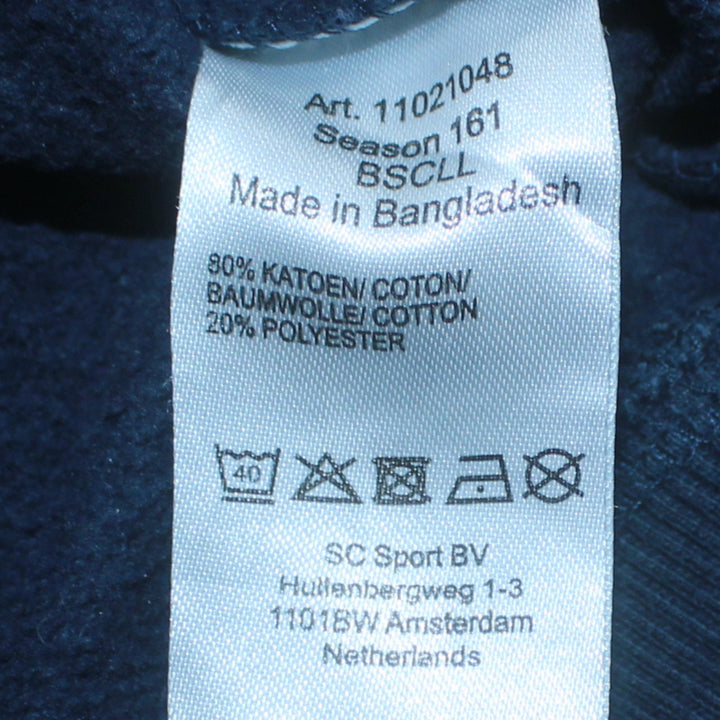 Art. 11021048
Season 161
BSCLL
Made in Bangladesh
80% KATOEN/ COTON/
BAUMWOLLE/ COTTON
20% POLYESTER
40
SC Sport BV
Hullenbergweg 1-3
1101BW Amsterdam
Netherlands